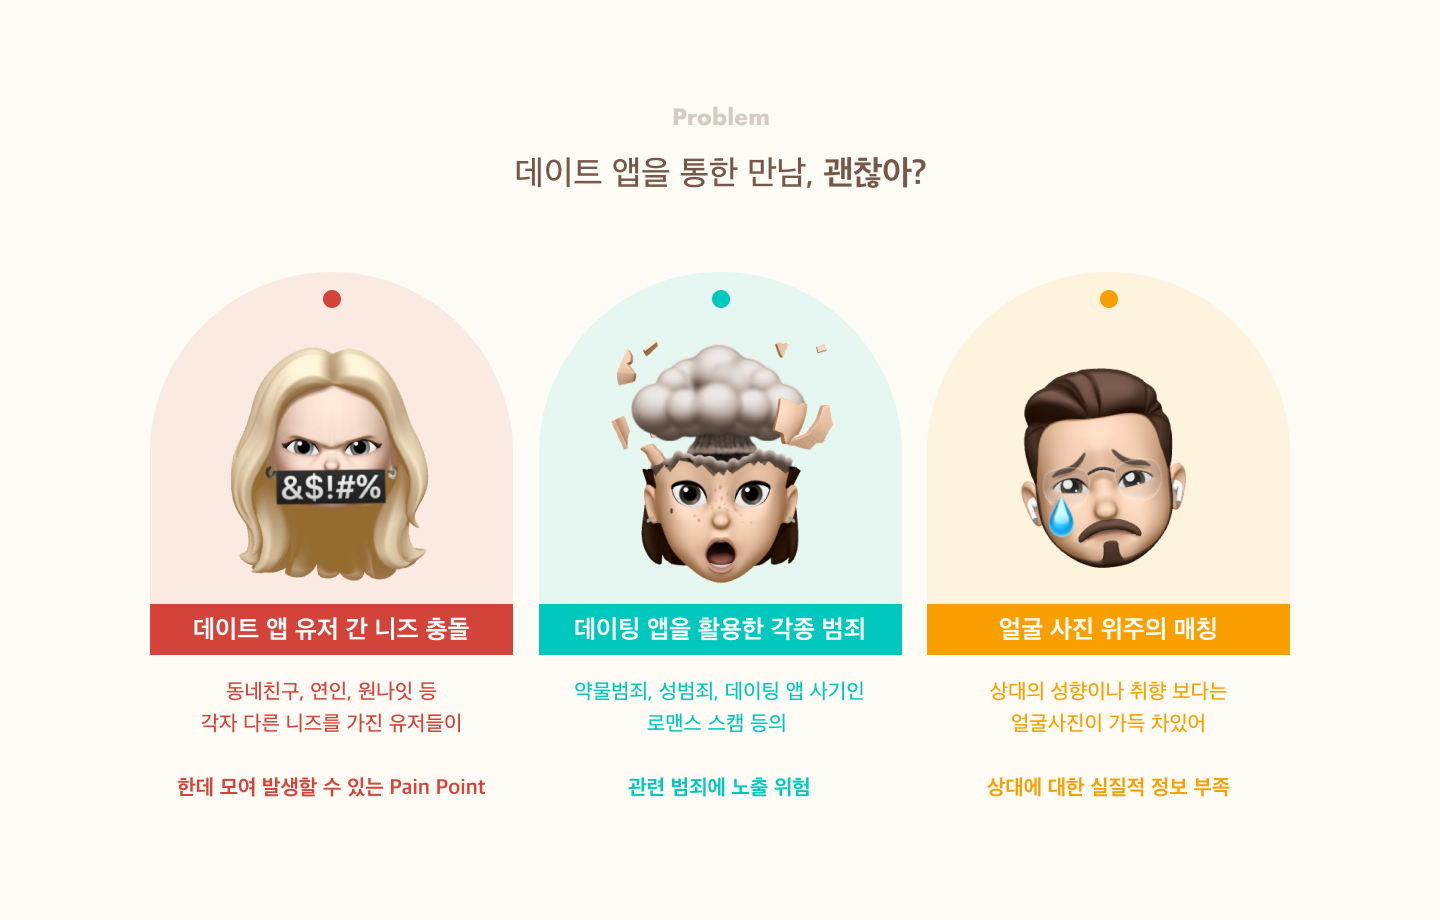 Problem
데이트 앱을 통한 만남, 괜찮아?
&$!#%
데이트 앱 유저 간 니즈 충돌
동네친구, 연인, 원나잇 등
각자 다른 니즈를 가진 유저들이
한데 모여 발생할 수 있는 Pain Point
데이팅 앱을 활용한 각종 범죄
약물범죄, 성범죄, 데이팅 앱 사기인
로맨스 스캠 등의
관련 범죄에 노출 위험
얼굴 사진 위주의 매칭
상대의 성향이나 취향 보다는
얼굴사진이 가득 차있어
상대에 대한 실질적 정보 부족